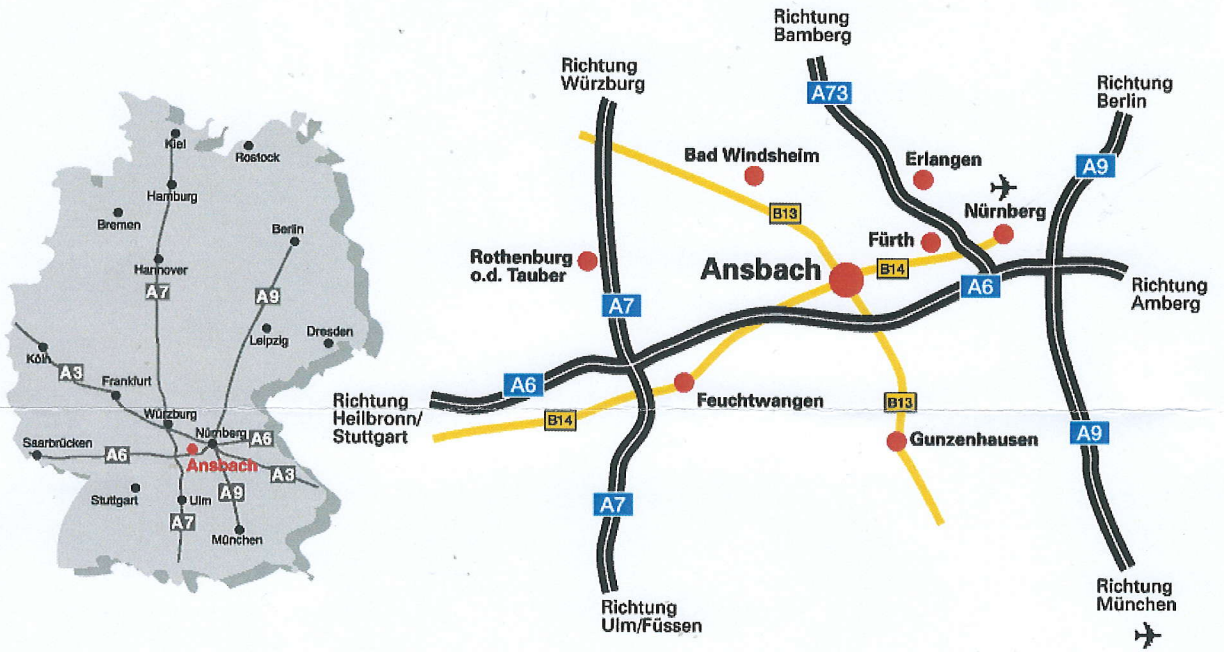 Kiel
Rostock
Hamburg
Bremen
Berlin
Hannover
A7
A9
Leipzig
Dresden
Köln
A3
Frankfurt
Würzburg
Nürnberg
A6
Saarbrücken
A6
Ansbach
A3
Stuttgart
Ulm
A9
A7
München
Richtung
Bamberg
Richtung
Würzburg
A73
Richtung
Berlin
Bad Windsheim
Erlangen
A9
B13
Nürnberg
Fürth
Rothenburg
o.d. Tauber
Ansbach
B14
A6
Richtung
Amberg
A7
A6
Richtung
Heilbronn/
Stuttgart
B14
Feuchtwangen
B13
Gunzenhausen
A9
A7
Richtung
Ulm/Füssen
Richtung
München